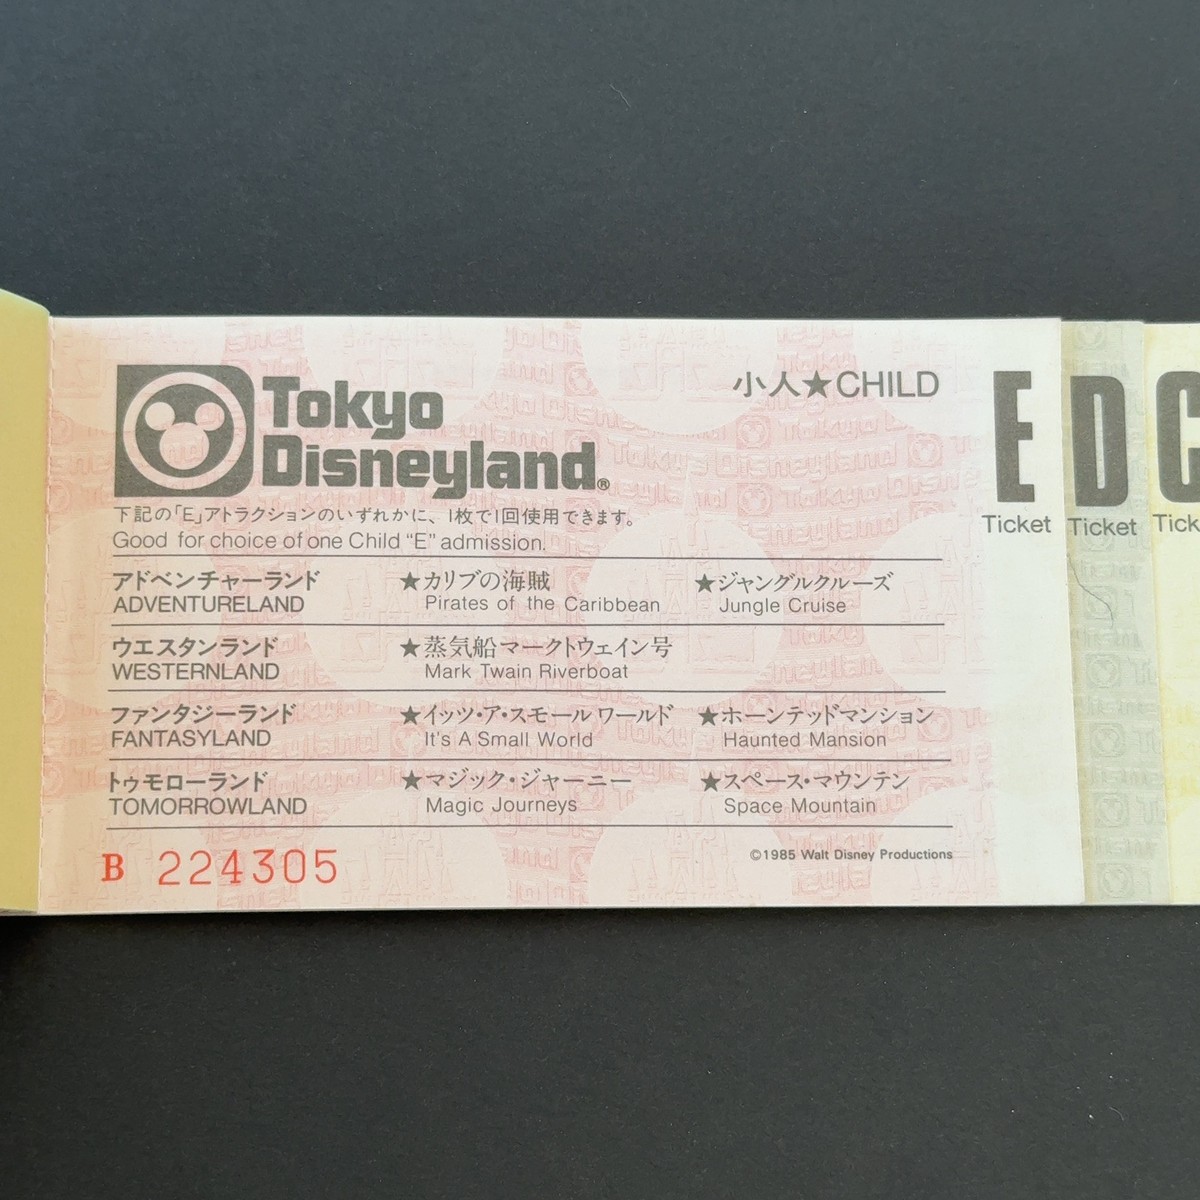 Tokyo
Disneyland®
小人★CHILD
E
Ticket
D
Ticket
C
下記の「E」アトラクションのいずれかに、1枚で1回使用できます。
Good for choice of one Child "E" admission.
アドベンチャーランド ★カリブの海賊 ★ジャングルクルーズ
ADVENTURELAND Pirates of the Caribbean Jungle Cruise
ウエスタンランド ★蒸気船マークトウェイン号
WESTERNLAND Mark Twain Riverboat
ファンタジーランド ★イッツ・ア・スモールワールド ★ホーンテッドマンション
FANTASYLAND It's A Small World Haunted Mansion
トゥモローランド ★マジック・ジャーニー ★スペース・マウンテン
TOMORROWLAND Magic Journeys Space Mountain
B 224305
©1985 Walt Disney Productions